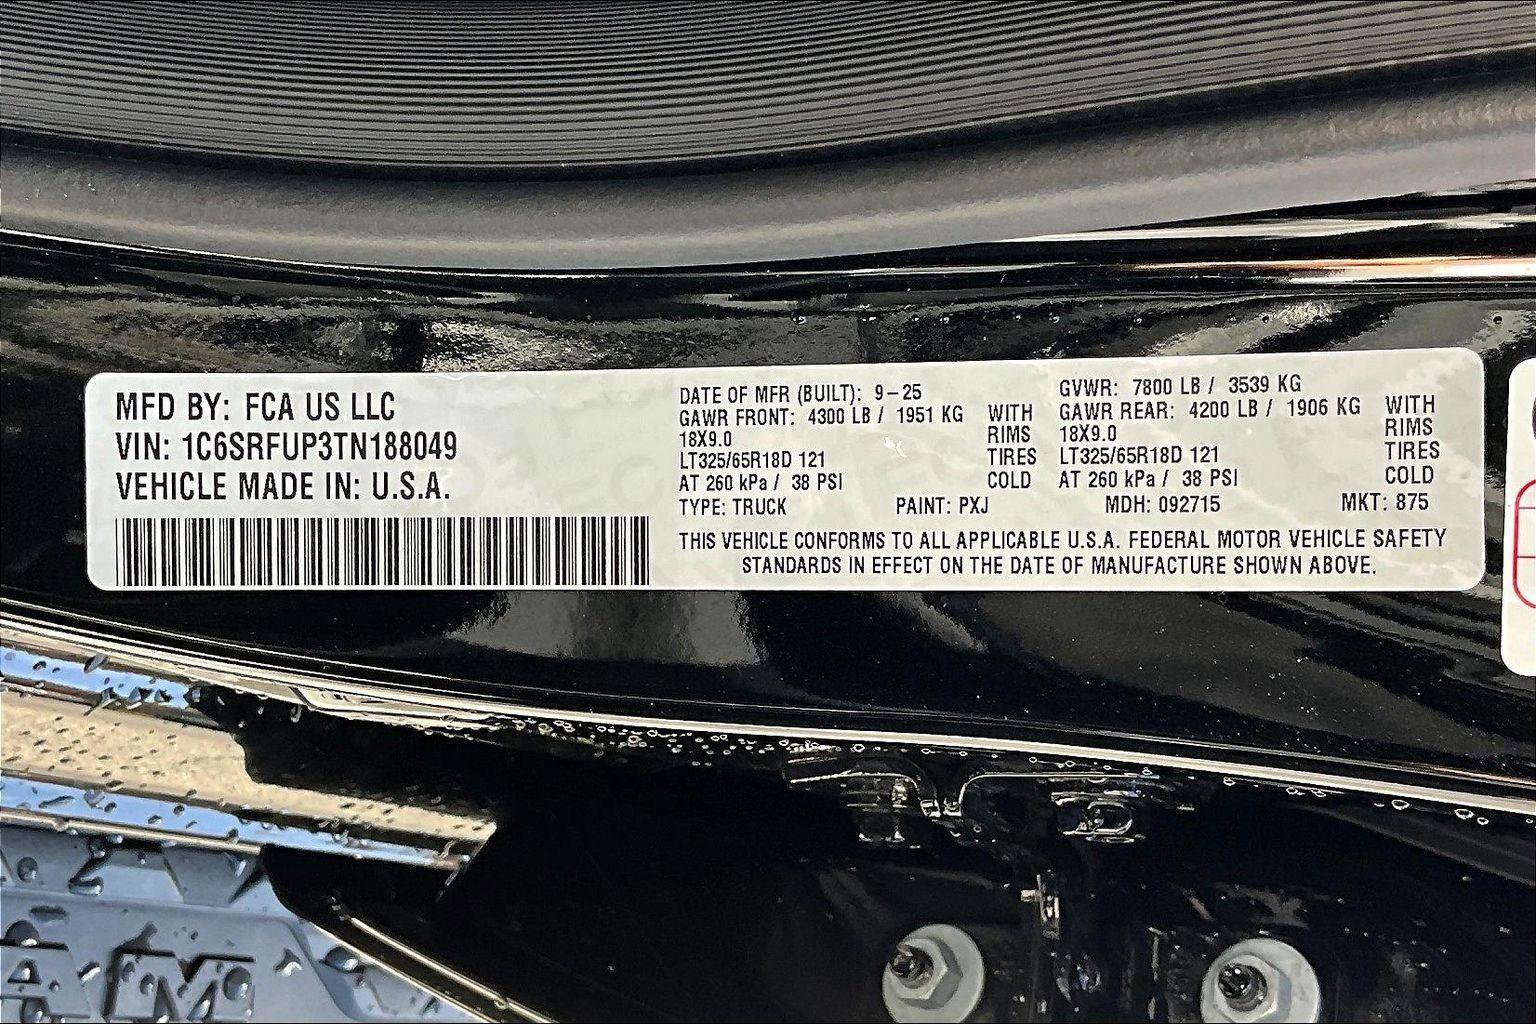 MFD BY: FCA US LLC
VIN: 1C6SRFUP3TN188049
VEHICLE MADE IN: U.S.A.
DATE OF MFR (BUILT): 9-25
GAWR FRONT: 4300 LB / 1951 KG WITH
18X9.0 RIMS
LT325/65R18D 121 TIRES
AT 260 kPa / 38 PSI COLD
GVWR: 7800 LB / 3539 KG
GAWR REAR: 4200 LB / 1906 KG WITH
18X9.0 RIMS
LT325/65R18D 121 TIRES
AT 260 kPa / 38 PSI COLD
TYPE: TRUCK PAINT: PXJ MDH: 092715 MKT: 875
THIS VEHICLE CONFORMS TO ALL APPLICABLE U.S.A. FEDERAL MOTOR VEHICLE SAFETY
STANDARDS IN EFFECT ON THE DATE OF MANUFACTURE SHOWN ABOVE.